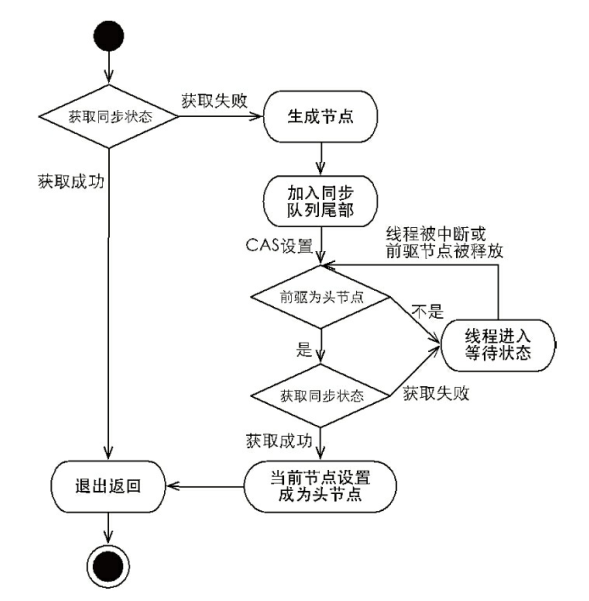 获取同步状态
获取失败
生成节点
获取成功
加入同步
队列尾部
CAS设置
线程被中断或
前驱节点被释放
前驱为头节点
不是
线程进入
等待状态
是
获取同步状态
获取失败
获取成功
退出返回
当前节点设置
成为头节点